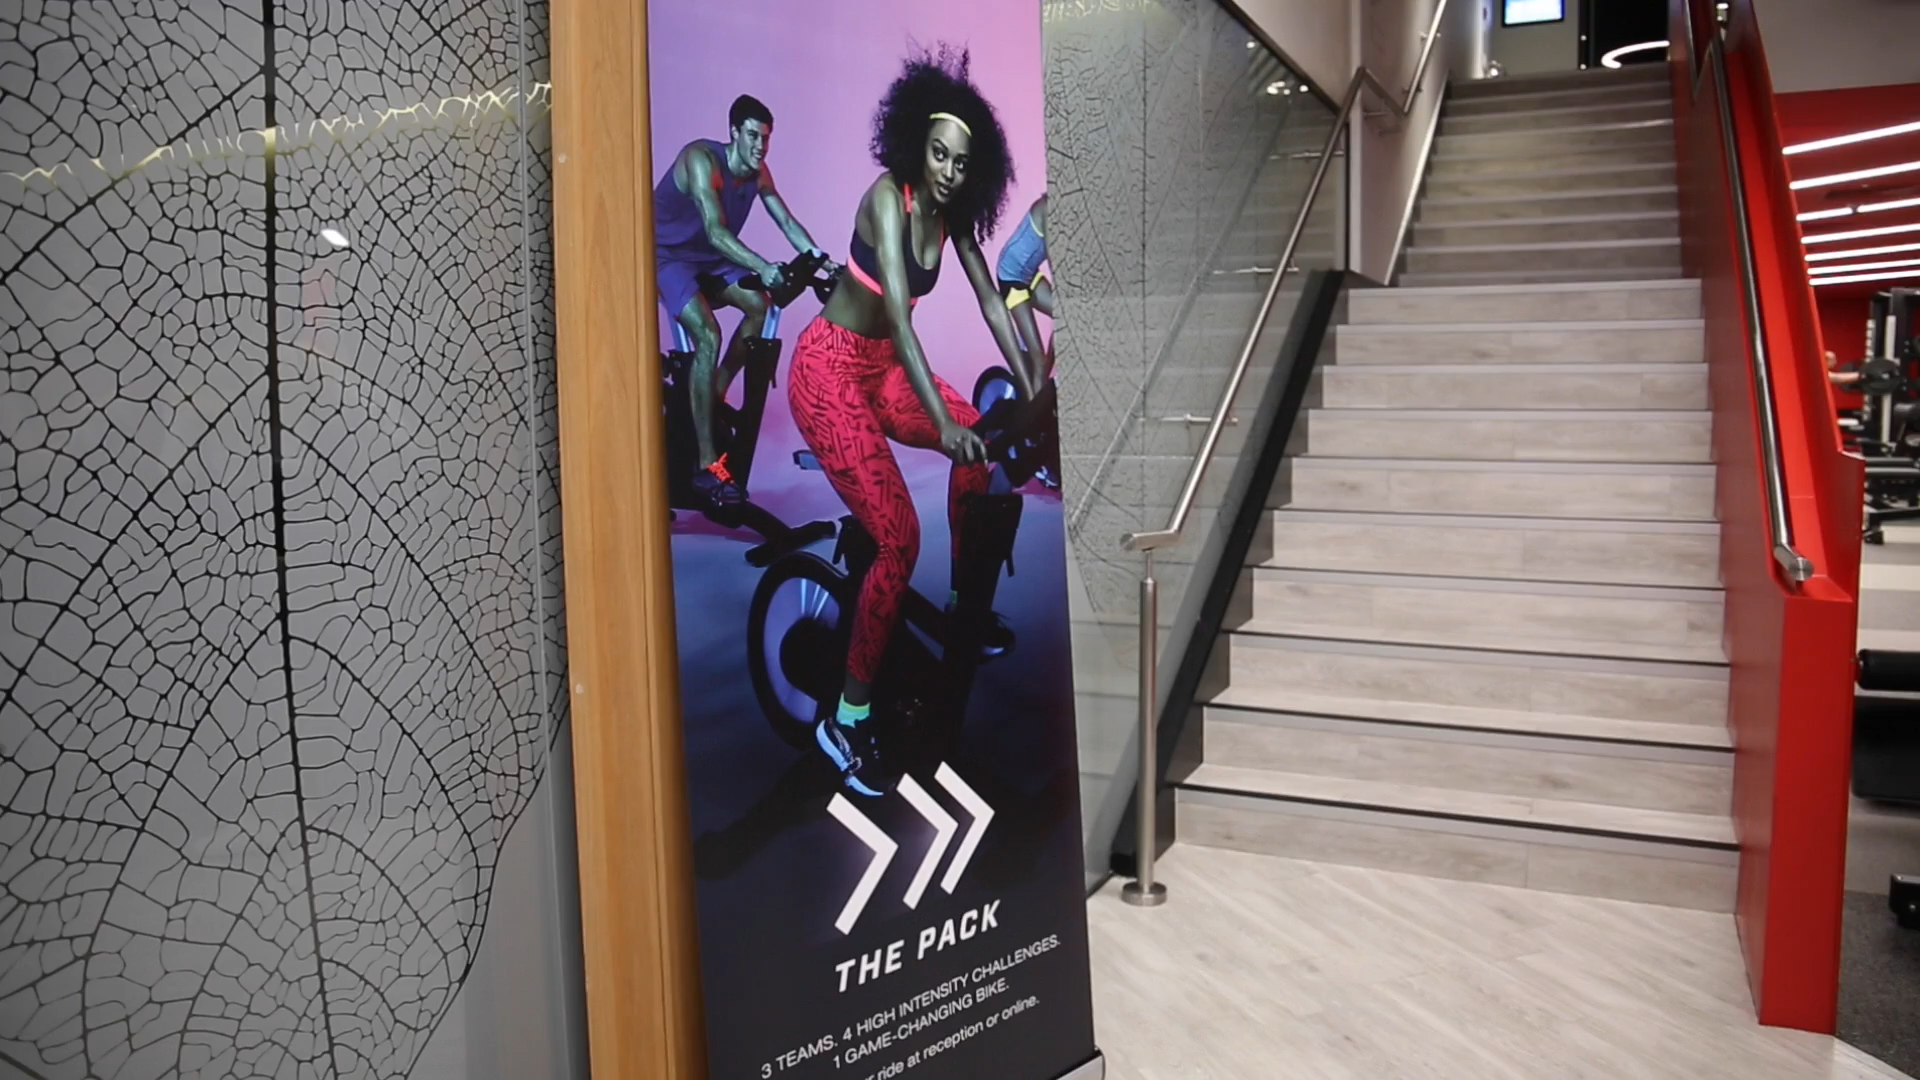 THE PACK
3 TEAMS. 4 HIGH INTENSITY CHALLENGES.
1 GAME-CHANGING BIKE.
ride at reception or online.